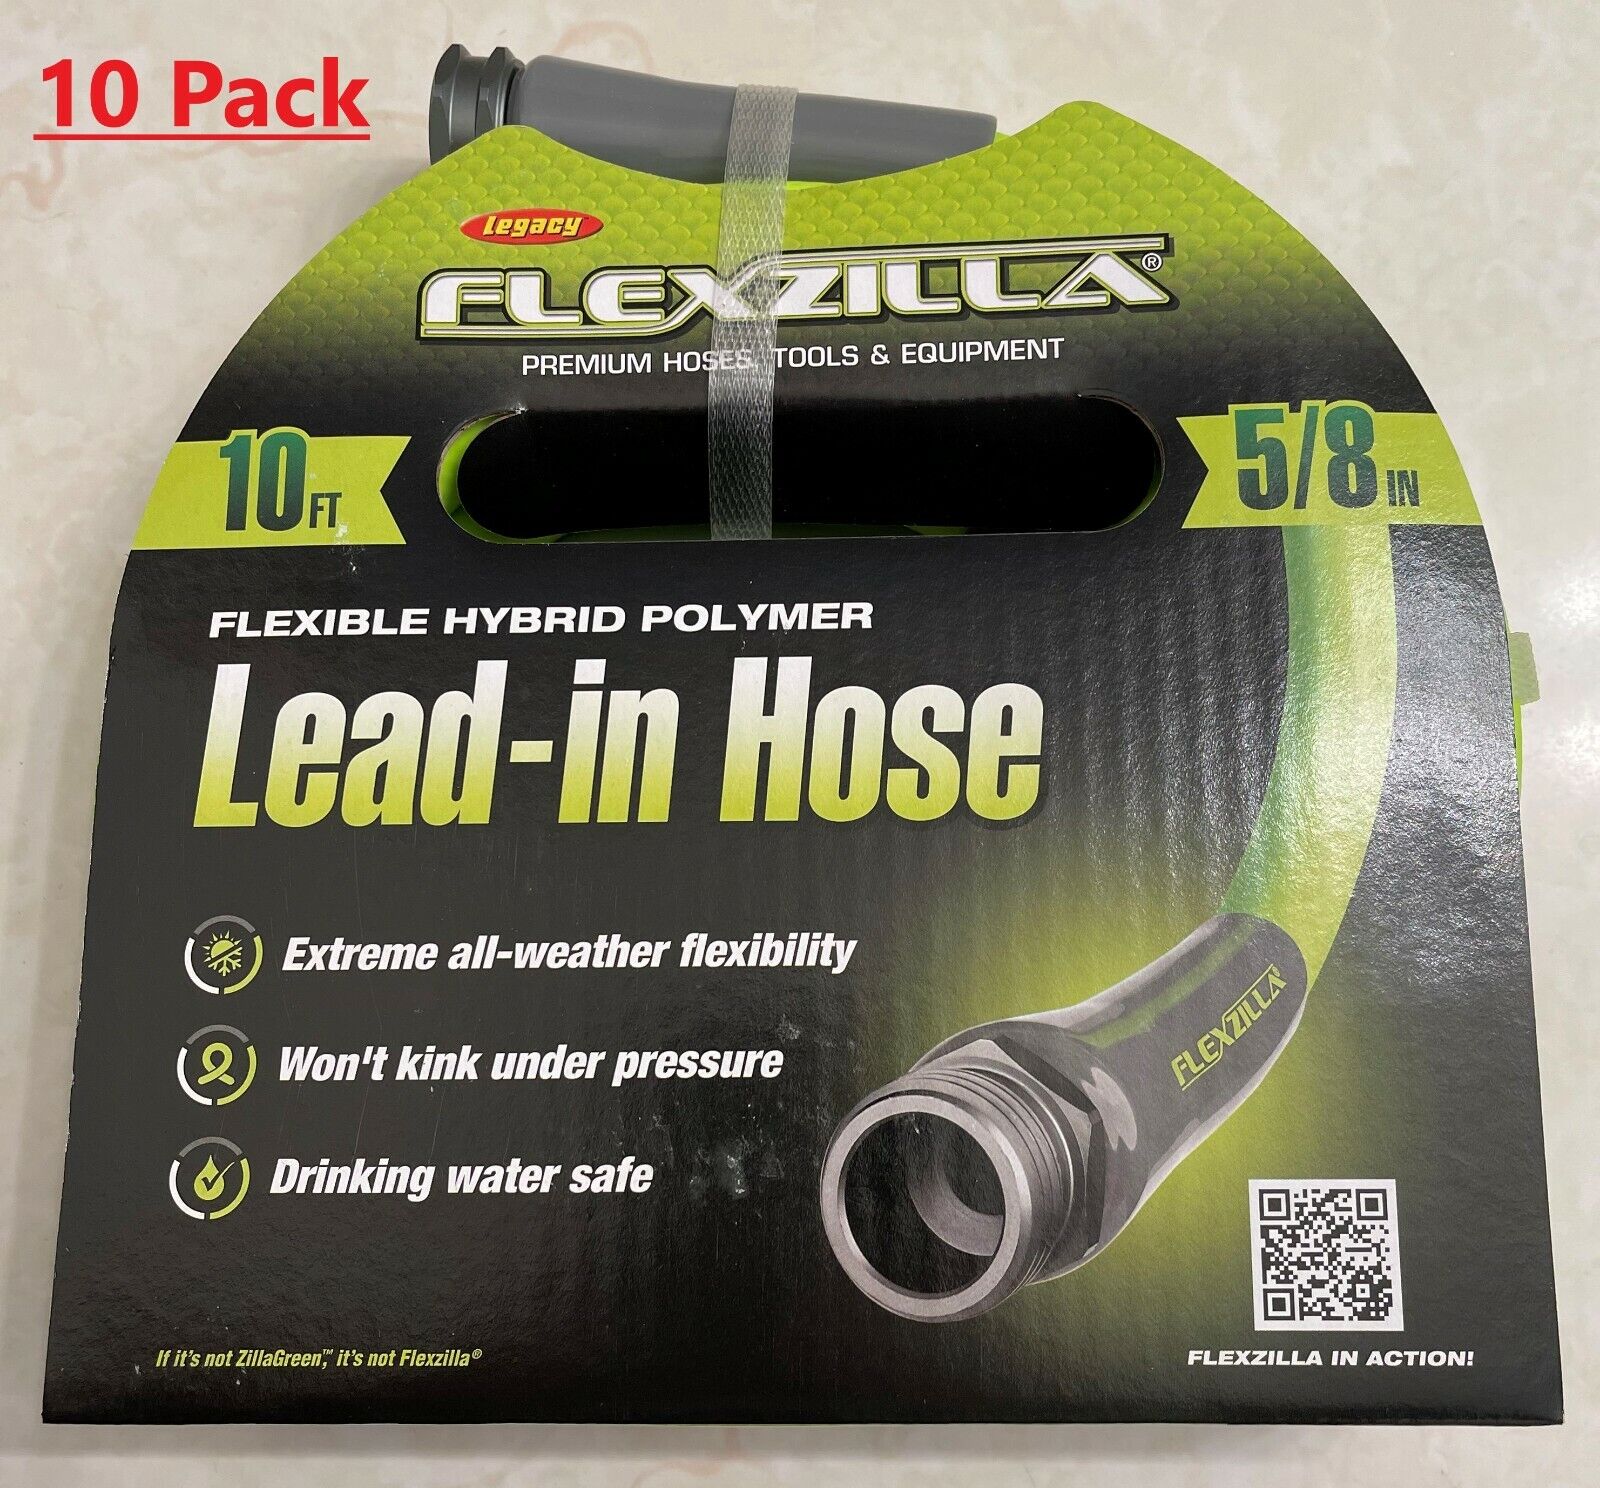 10 Pack
Legacy
FLEXZILLA®
PREMIUM HOSES, TOOLS & EQUIPMENT
10 FT
5/8 IN
FLEXIBLE HYBRID POLYMER
Lead-in Hose
Extreme all-weather flexibility
Won't kink under pressure
Drinking water safe
FLEXZILLA
If it's not ZillaGreen,™ it's not Flexzilla®
FLEXZILLA IN ACTION!